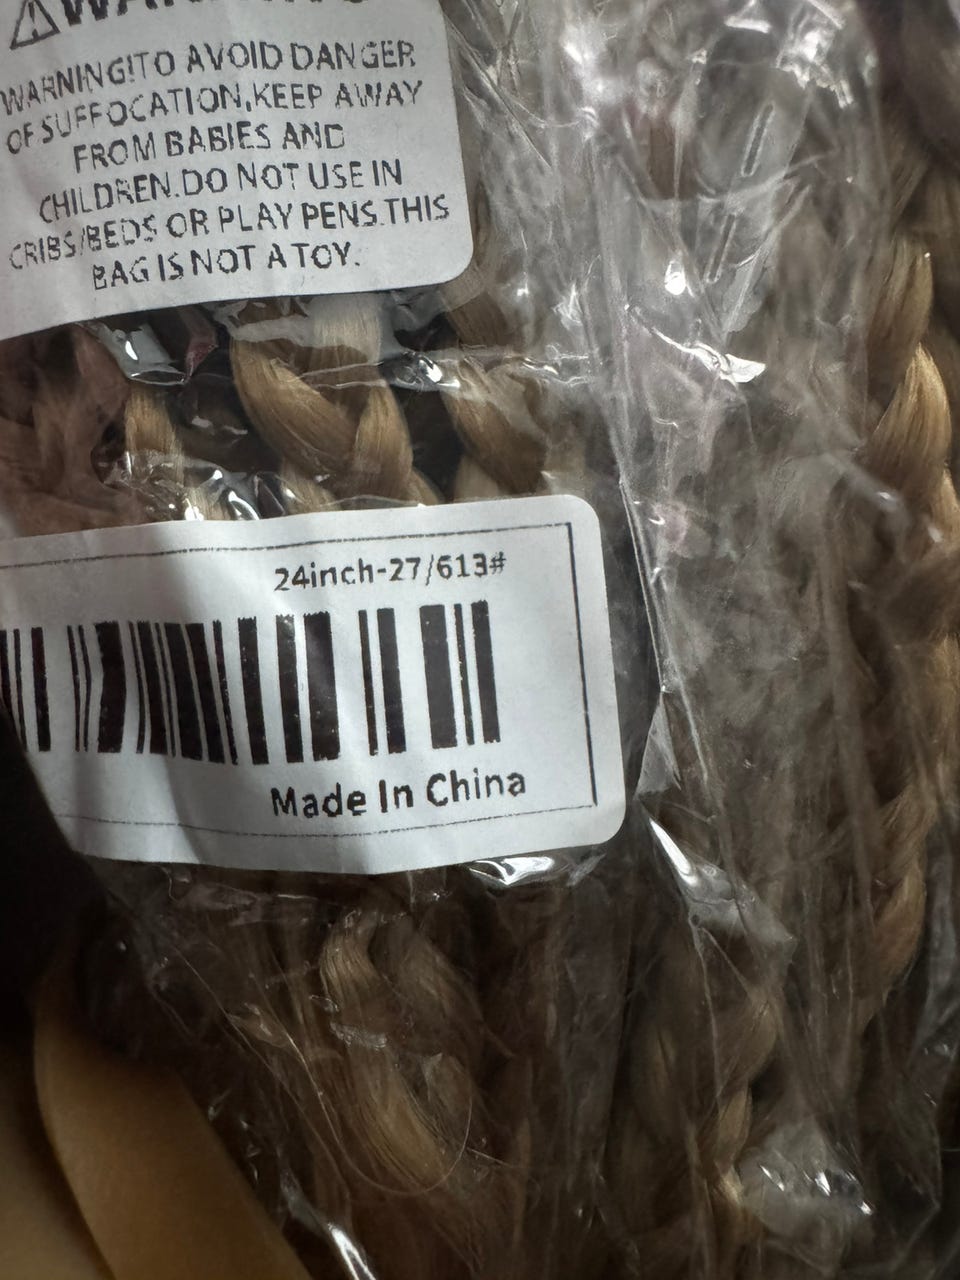 WARNING!TO AVOID DANGER
OF SUFFOCATION,KEEP AWAY
FROM BABIES AND
CHILDREN.DO NOT USE IN
CRIBS/BEDS OR PLAY PENS.THIS
BAG IS NOT A TOY.
24inch-27/613#
Made In China